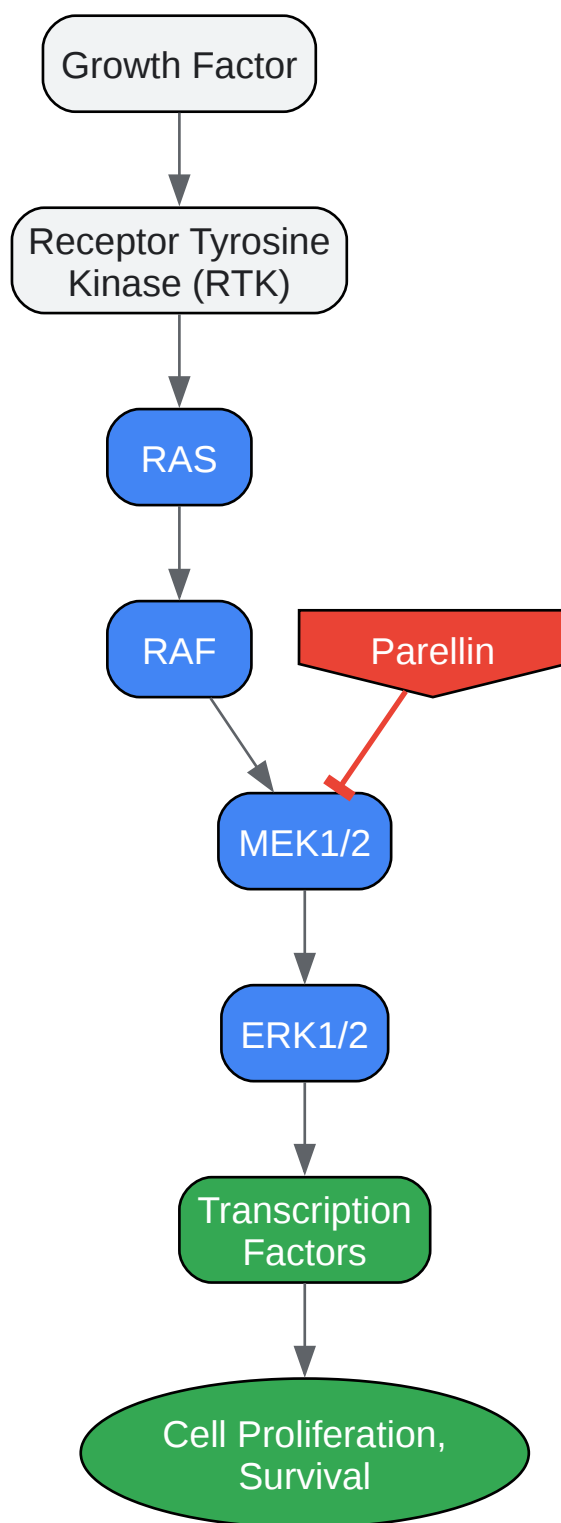 Growth Factor
Receptor Tyrosine
Kinase (RTK)
RAS
RAF
Parellin
MEK1/2
ERK1/2
Transcription
Factors
Cell Proliferation,
Survival